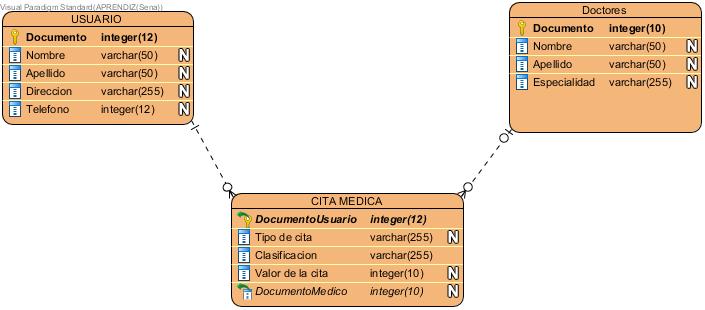 Visual Paradigm Standard(APRENDIZ(Sena))
USUARIO
Documento integer(12)
Nombre varchar(50) N
Apellido varchar(50) N
Direccion varchar(255) N
Telefono integer(12) N
Doctores
Documento integer(10)
Nombre varchar(50) N
Apellido varchar(50) N
Especialidad varchar(255) N
CITA MEDICA
DocumentoUsuario integer(12)
Tipo de cita varchar(255) N
Clasificacion varchar(255)
Valor de la cita integer(10) N
DocumentoMedico integer(10) N